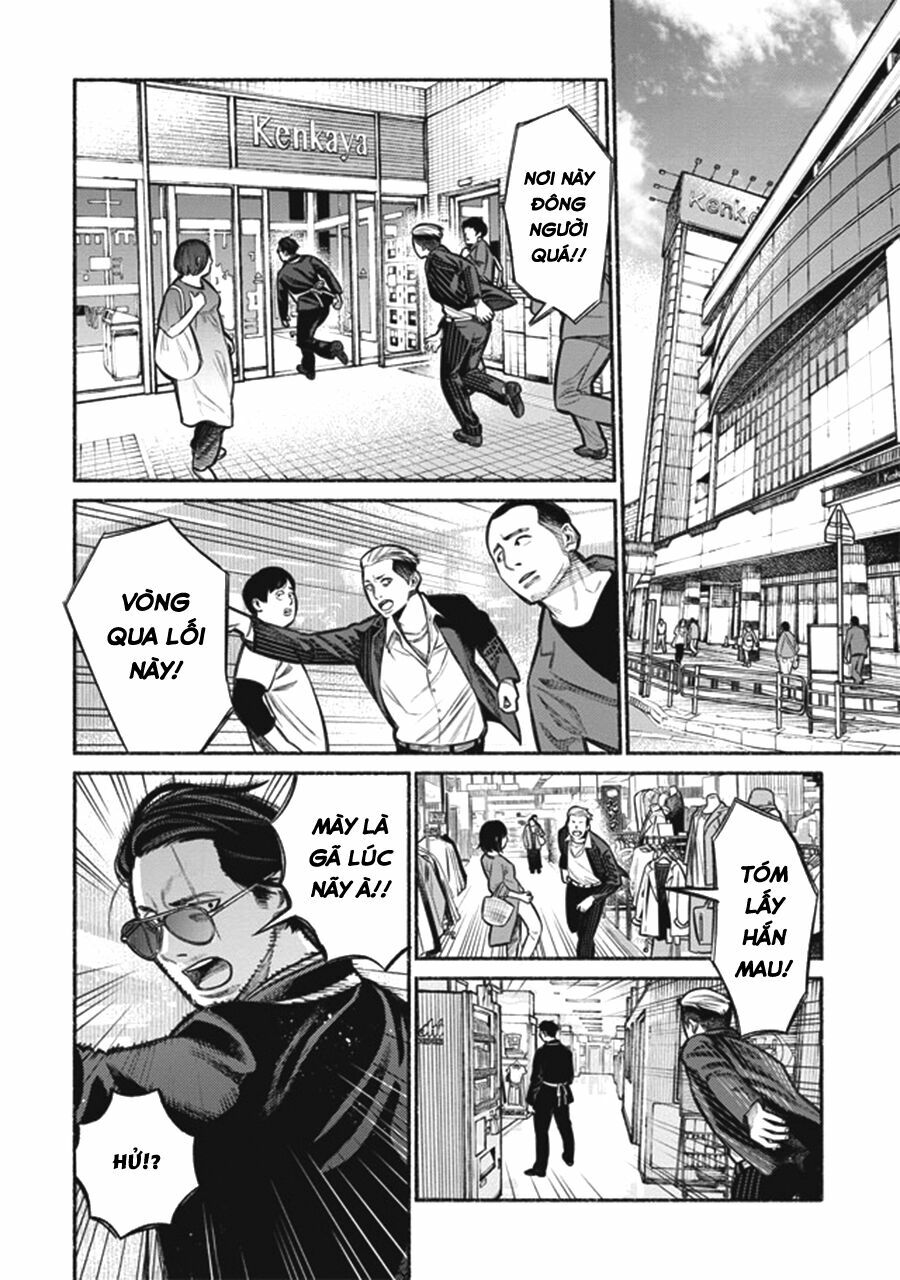 Kenka
Kenkaya
NƠI NÀY
ĐÔNG
NGƯỜI
QUÁ!!
VÒNG
QUA LỐI
NÀY!
TÓM
LẤY
HẮN
MAU!
MÀY LÀ
GÃ LÚC
NÃY À!!
HỬ!?